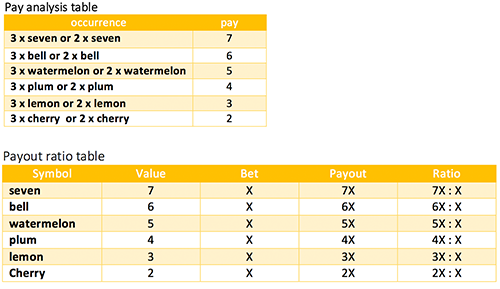 Pay analysis table
occurrence pay
3 x seven or 2 x seven 7
3 x bell or 2 x bell 6
3 x watermelon or 2 x watermelon 5
3 x plum or 2 x plum 4
3 x lemon or 2 x lemon 3
3 x cherry or 2 x cherry 2
Payout ratio table
Symbol Value Bet Payout Ratio
seven 7 X 7X 7X : X
bell 6 X 6X 6X : X
watermelon 5 X 5X 5X : X
plum 4 X 4X 4X : X
lemon 3 X 3X 3X : X
Cherry 2 X 2X 2X : X